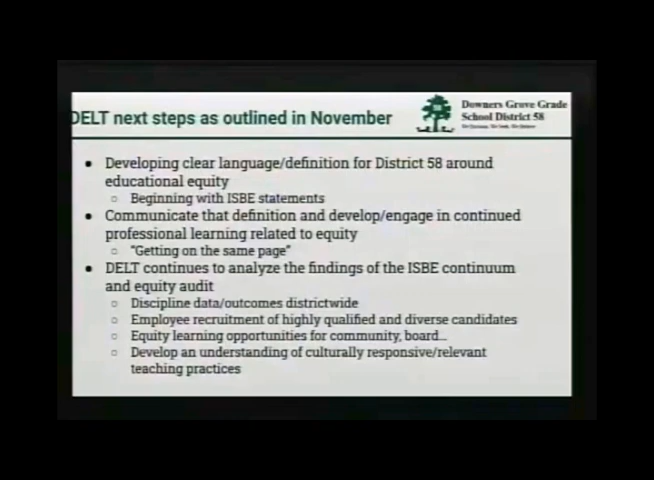 DELT next steps as outlined in November
Downers Grove Grade
School District 58
• Developing clear language/definition for District 58 around
educational equity
○ Beginning with ISBE statements
• Communicate that definition and develop/engage in continued
professional learning related to equity
○ "Getting on the same page"
• DELT continues to analyze the findings of the ISBE continuum
and equity audit
○ Discipline data/outcomes districtwide
○ Employee recruitment of highly qualified and diverse candidates
○ Equity learning opportunities for community, board...
○ Develop an understanding of culturally responsive/relevant
teaching practices